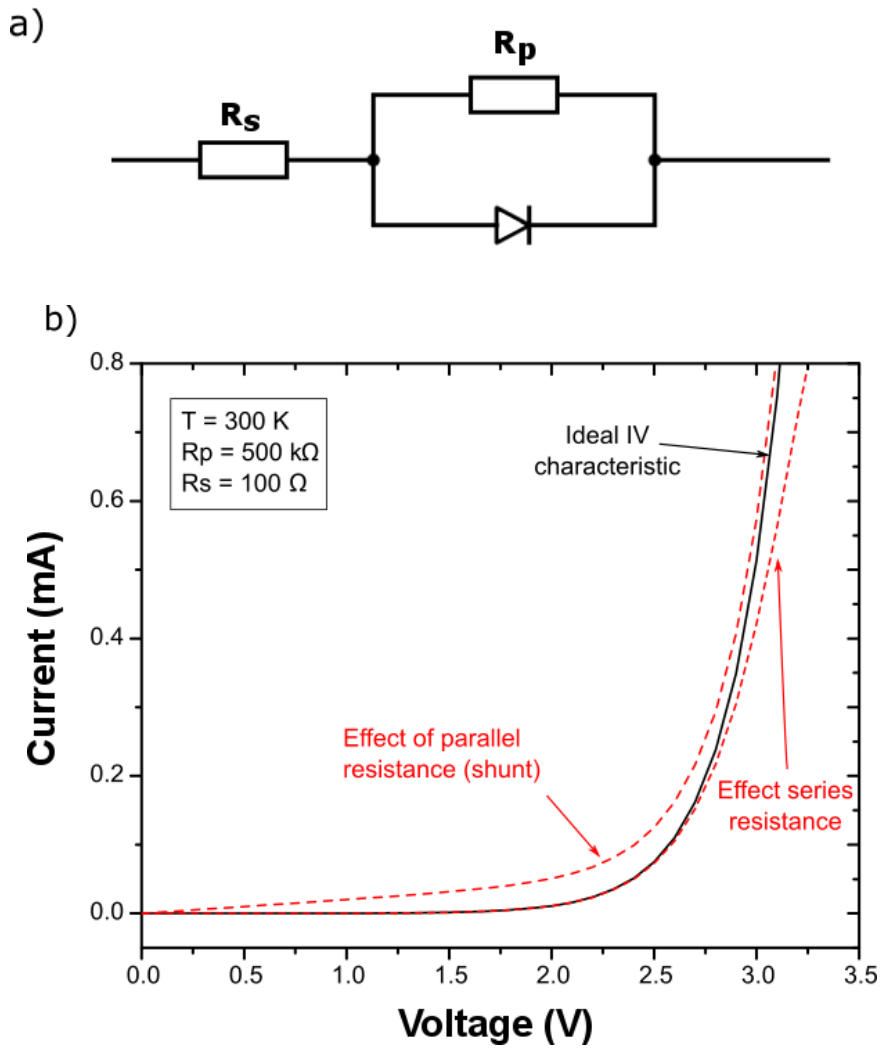 a)
Rp
Rs
b)
0.8
0.6
0.4
0.2
0.0
Current (mA)
T = 300 K
Rp = 500 kΩ
Rs = 100 Ω
Ideal IV
characteristic
Effect of parallel
resistance (shunt)
Effect series
resistance
0.0 0.5 1.0 1.5 2.0 2.5 3.0 3.5
Voltage (V)